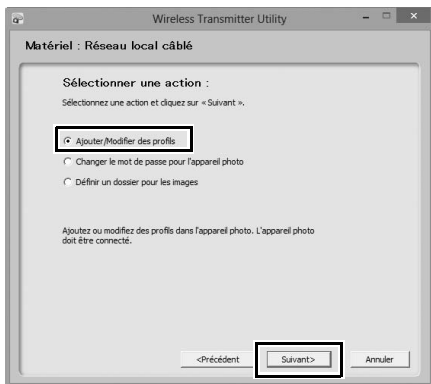 Wireless Transmitter Utility
Matériel : Réseau local câblé
Sélectionner une action :
Sélectionnez une action et cliquez sur « Suivant ».
Ajouter/Modifier des profils
Changer le mot de passe pour l'appareil photo
Définir un dossier pour les images
Ajoutez ou modifiez des profils dans l'appareil photo. L'appareil photo
doit être connecté.
<Précédent Suivant> Annuler